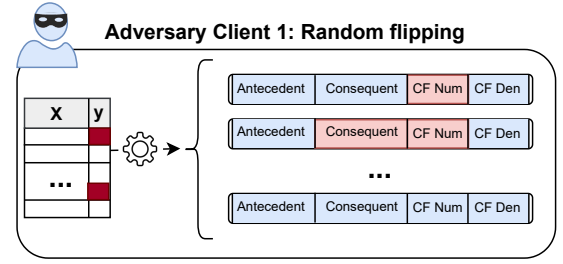 Adversary Client 1: Random flipping
X y
...
Antecedent Consequent CF Num CF Den
Antecedent Consequent CF Num CF Den
...
Antecedent Consequent CF Num CF Den